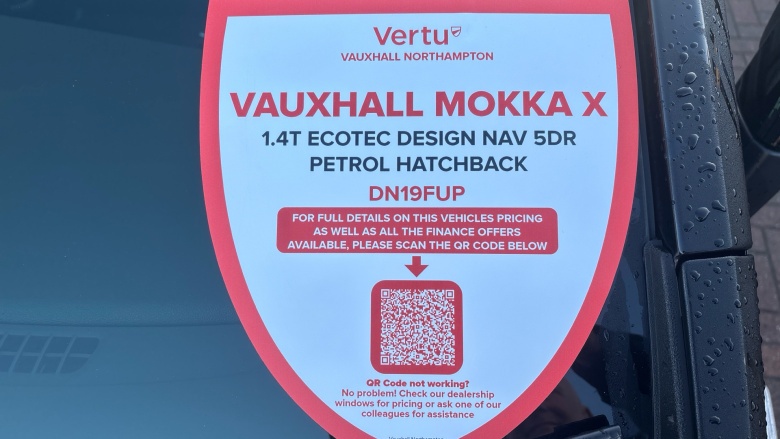 Vertu
VAUXHALL NORTHAMPTON
VAUXHALL MOKKA X
1.4T ECOTEC DESIGN NAV 5DR
PETROL HATCHBACK
DN19FUP
FOR FULL DETAILS ON THIS VEHICLES PRICING
AS WELL AS ALL THE FINANCE OFFERS
AVAILABLE, PLEASE SCAN THE QR CODE BELOW
QR Code not working?
No problem! Check our dealership
windows for pricing or ask one of our
colleagues for assistance
Vauxhall Northampton